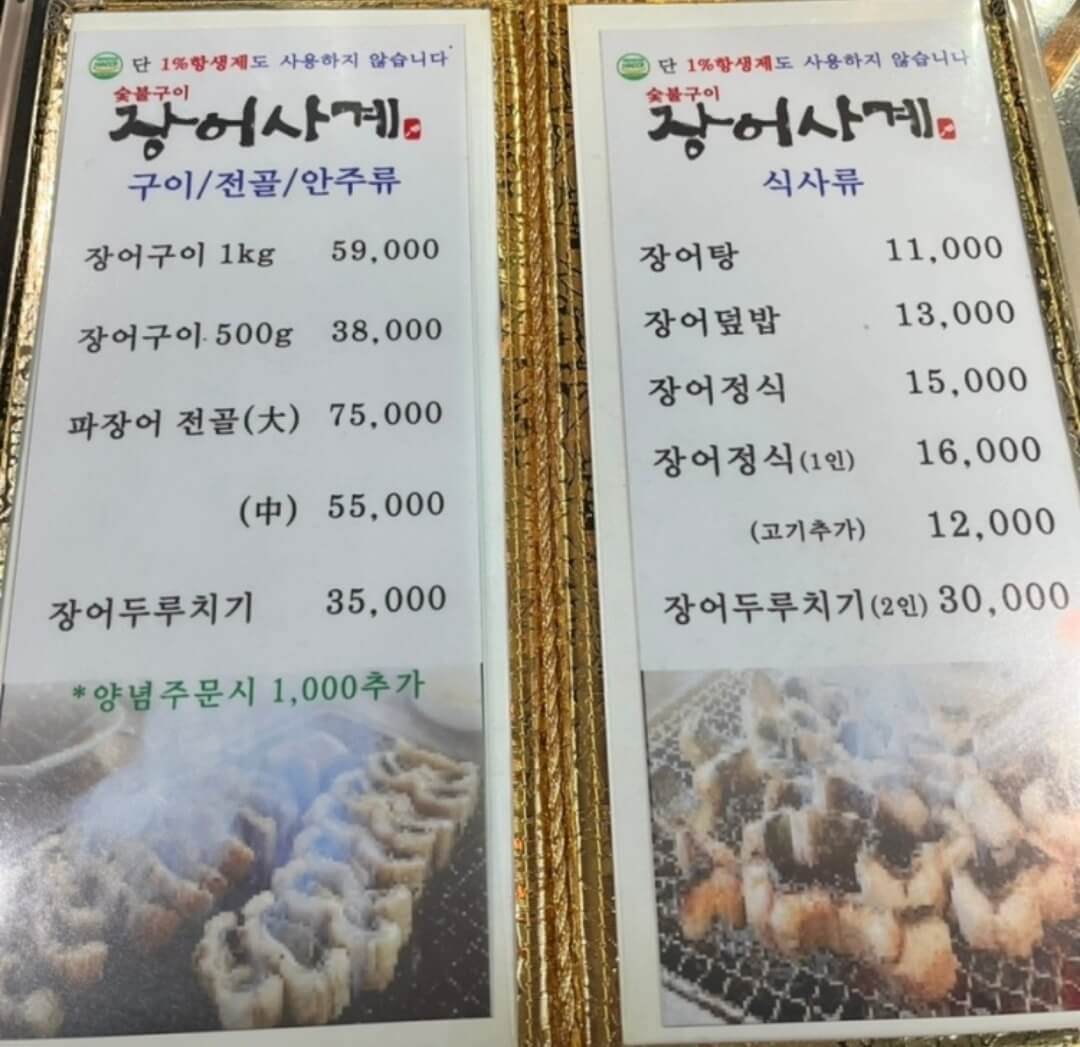 단 1%항생제도 사용하지 않습니다
숯불구이
장어사계
구이/전골/안주류
장어구이 1kg 59,000
장어구이 500g 38,000
파장어 전골(大) 75,000
(中) 55,000
장어두루치기 35,000
*양념주문시 1,000추가
단 1%항생제도 사용하지 않습니다
숯불구이
장어사계
식사류
장어탕 11,000
장어덮밥 13,000
장어정식 15,000
장어정식(1인) 16,000
(고기추가) 12,000
장어두루치기(2인) 30,000